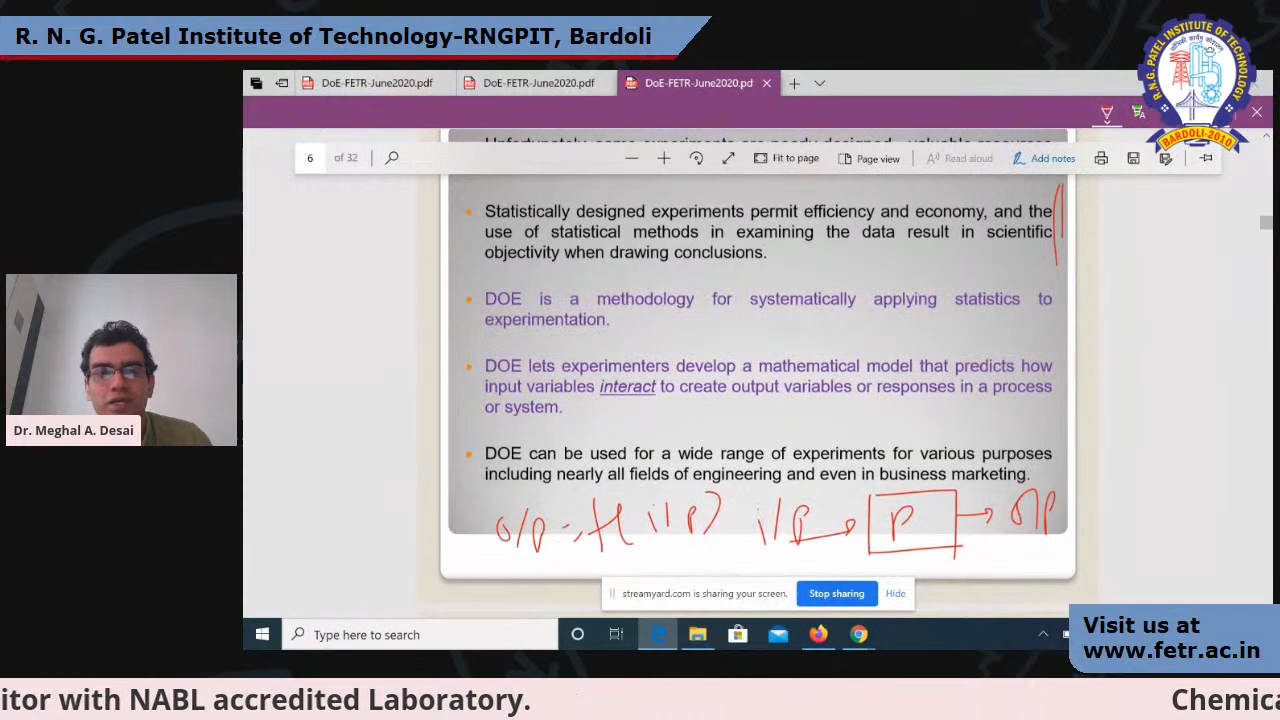 R. N. G. Patel Institute of Technology-RNGPIT, Bardoli
DoE-FETR-June2020.pdf
DoE-FETR-June2020.pdf
DoE-FETR-June2020.pd
R.N.G. PATEL INSTITUTE OF TECHNOLOGY
BARDOLI-2010
6 of 32
Fit to page
Page view
Read aloud
Add notes
• Statistically designed experiments permit efficiency and economy, and the
use of statistical methods in examining the data result in scientific
objectivity when drawing conclusions.
• DOE is a methodology for systematically applying statistics to
experimentation.
• DOE lets experimenters develop a mathematical model that predicts how
input variables interact to create output variables or responses in a process
or system.
• DOE can be used for a wide range of experiments for various purposes
including nearly all fields of engineering and even in business marketing.
o/p = f(i/p) i/p → P → o/p
Dr. Meghal A. Desai
streamyard.com is sharing your screen.
Stop sharing
Hide
Type here to search
Visit us at
www.fetr.ac.in
itor with NABL accredited Laboratory.
Chemica